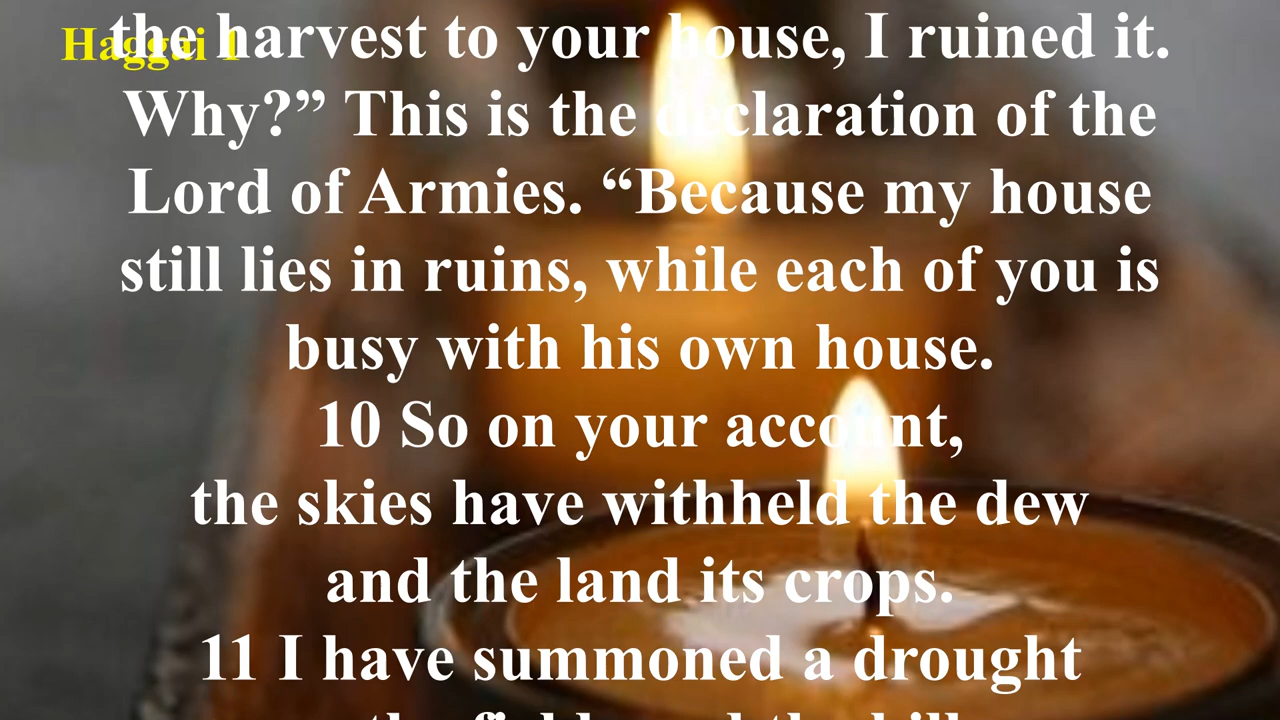 Haggai 1
the harvest to your house, I ruined it.
Why?” This is the declaration of the
Lord of Armies. “Because my house
still lies in ruins, while each of you is
busy with his own house.
10 So on your account,
the skies have withheld the dew
and the land its crops.
11 I have summoned a drought